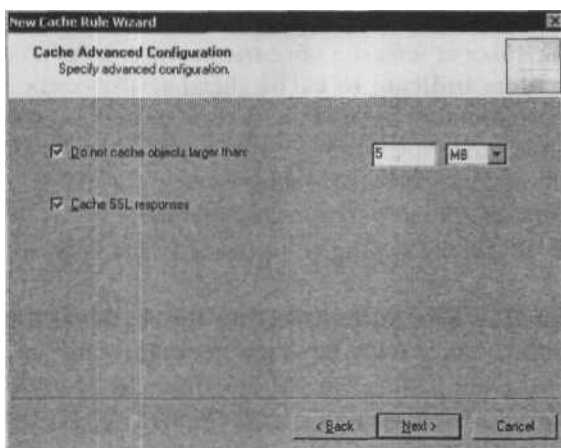 New Cache Rule Wizard
Cache Advanced Configuration
Specify advanced configuration.
Do not cache objects larger than:
5
MB
Cache SSL responses
< Back
Next >
Cancel